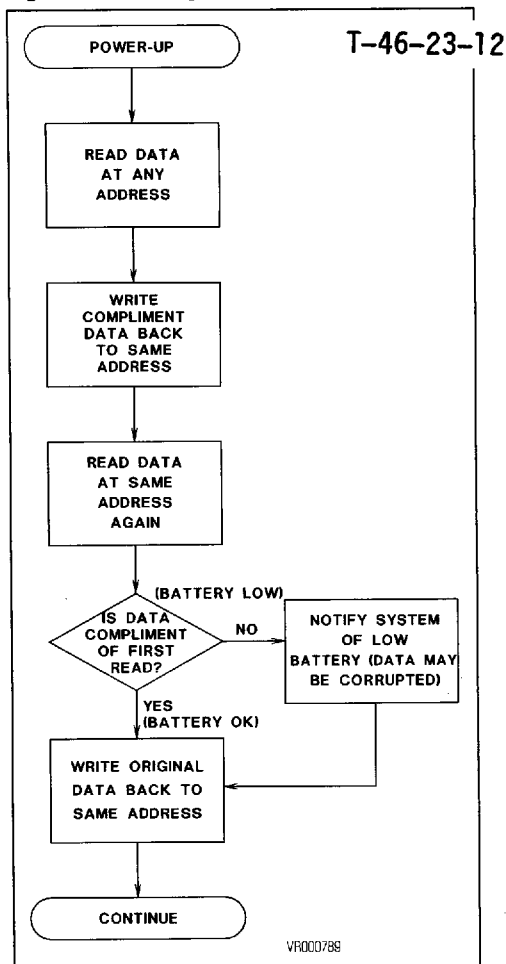 T-46-23-12
POWER-UP
READ DATA
AT ANY
ADDRESS
WRITE
COMPLIMENT
DATA BACK
TO SAME
ADDRESS
READ DATA
AT SAME
ADDRESS
AGAIN
(BATTERY LOW)
IS DATA
COMPLIMENT
OF FIRST
READ?
NO
NOTIFY SYSTEM
OF LOW
BATTERY (DATA MAY
BE CORRUPTED)
YES
(BATTERY OK)
WRITE ORIGINAL
DATA BACK TO
SAME ADDRESS
CONTINUE
VR000789